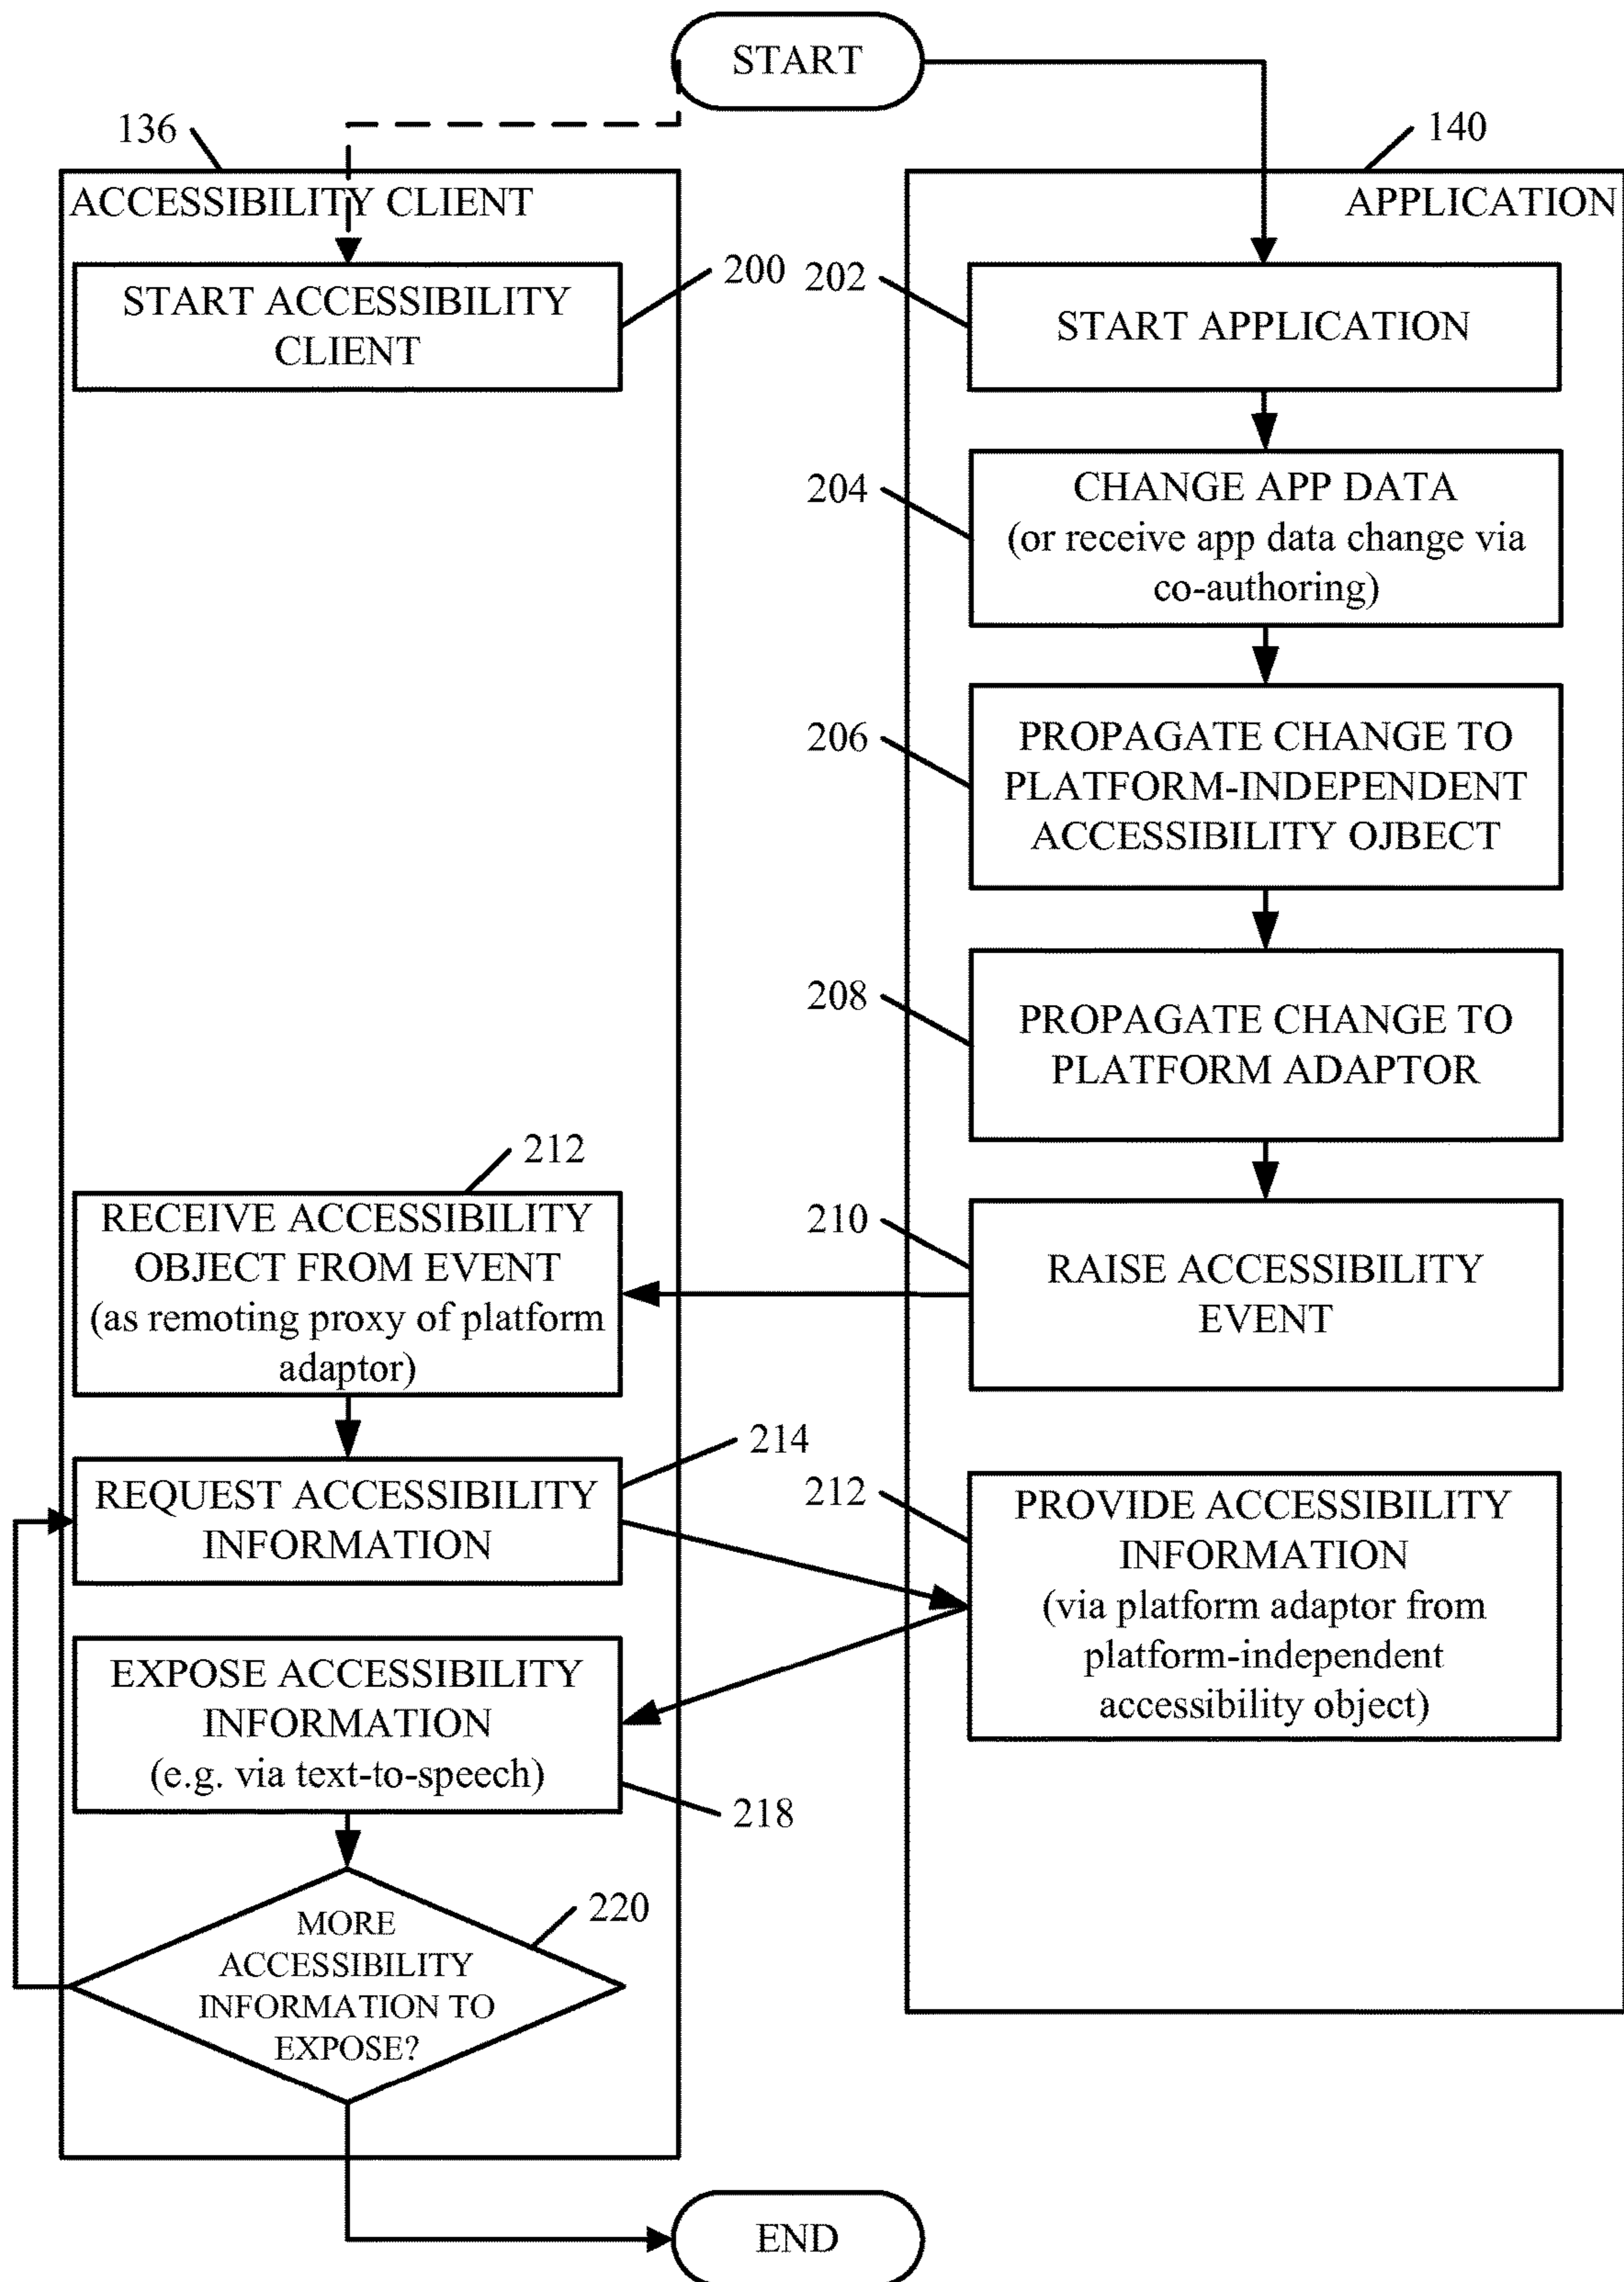 START
136
140
ACCESSIBILITY CLIENT
APPLICATION
START ACCESSIBILITY
CLIENT
200
202
START APPLICATION
204
CHANGE APP DATA
(or receive app data change via
co-authoring)
206
PROPAGATE CHANGE TO
PLATFORM-INDEPENDENT
ACCESSIBILITY OJBECT
208
PROPAGATE CHANGE TO
PLATFORM ADAPTOR
212
RECEIVE ACCESSIBILITY
OBJECT FROM EVENT
(as remoting proxy of platform
adaptor)
210
RAISE ACCESSIBILITY
EVENT
214
REQUEST ACCESSIBILITY
INFORMATION
212
PROVIDE ACCESSIBILITY
INFORMATION
(via platform adaptor from
platform-independent
accessibility object)
EXPOSE ACCESSIBILITY
INFORMATION
(e.g. via text-to-speech)
218
220
MORE
ACCESSIBILITY
INFORMATION TO
EXPOSE?
END